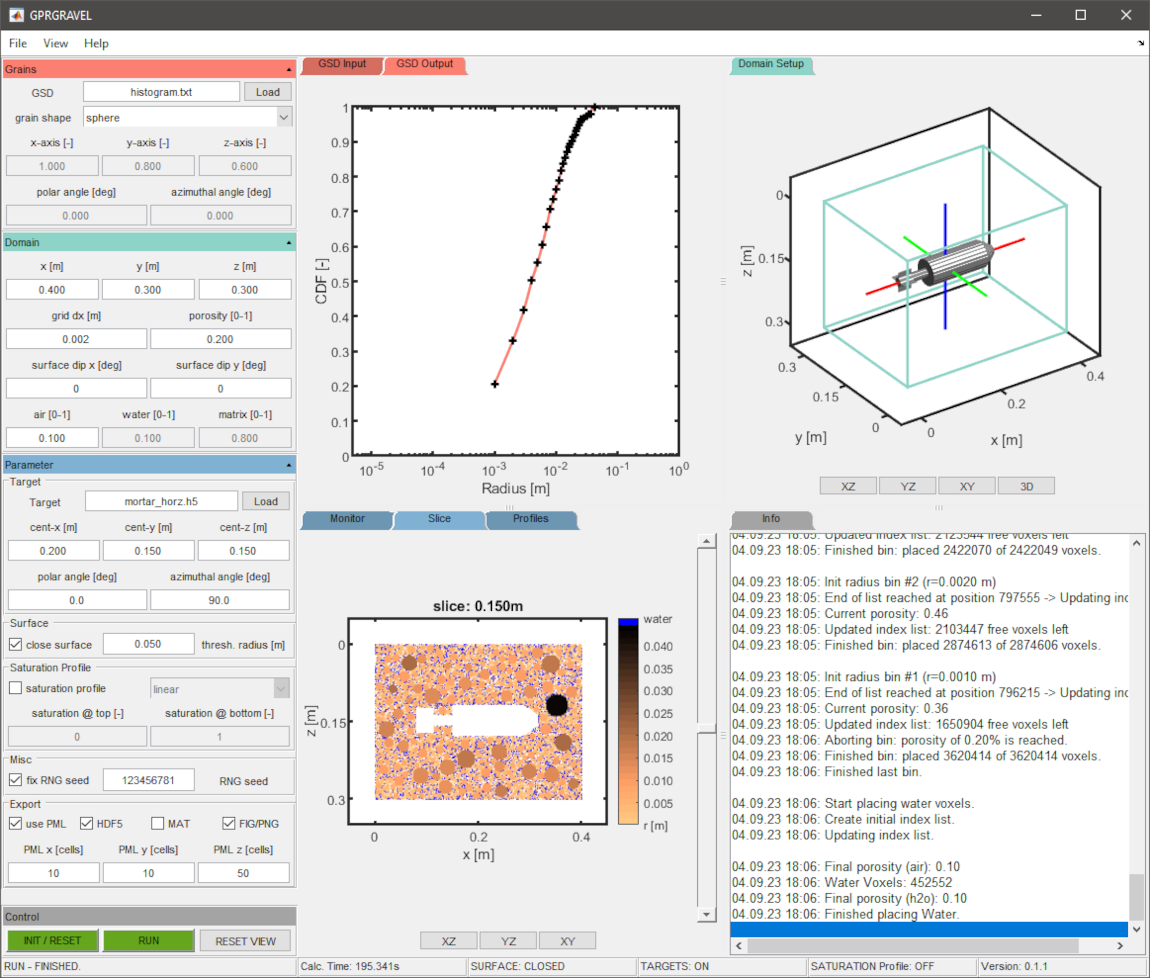 GPRGRAVEL
File View Help
Grains
GSD histogram.txt Load
grain shape sphere
x-axis [-] y-axis [-] z-axis [-]
1.000 0.800 0.600
polar angle [deg] azimuthal angle [deg]
0.000 0.000
Domain
x [m] y [m] z [m]
0.400 0.300 0.300
grid dx [m] porosity [0-1]
0.002 0.200
surface dip x [deg] surface dip y [deg]
0 0
air [0-1] water [0-1] matrix [0-1]
0.100 0.100 0.800
Parameter
Target
Target mortar_horz.h5 Load
cent-x [m] cent-y [m] cent-z [m]
0.200 0.150 0.150
polar angle [deg] azimuthal angle [deg]
0.0 90.0
Surface
close surface 0.050 thresh. radius [m]
Saturation Profile
saturation profile linear
saturation @ top [-] saturation @ bottom [-]
0 1
Misc
fix RNG seed 123456781 RNG seed
Export
use PML HDF5 MAT FIG/PNG
PML x [cells] PML y [cells] PML z [cells]
10 10 50
Control
INIT / RESET RUN RESET VIEW
GSD Input GSD Output
1
0.9
0.8
0.7
0.6
0.5
0.4
0.3
0.2
0.1
0
CDF [-]
10-5 10-4 10-3 10-2 10-1 100
Radius [m]
Domain Setup
0
0.15
0.3
z [m]
0.3
0.15
0
y [m]
0
0.2
0.4
x [m]
XZ YZ XY 3D
Monitor Slice Profiles
slice: 0.150m
0
0.15
0.3
z [m]
0 0.2 0.4
x [m]
water
0.040
0.035
0.030
0.025
0.020
0.015
0.010
0.005
r [m]
XZ YZ XY
Info
04.09.23 18:05: Updated index list: 2123544 free voxels left
04.09.23 18:05: Finished bin: placed 2422070 of 2422049 voxels.
04.09.23 18:05: Init radius bin #2 (r=0.0020 m)
04.09.23 18:05: End of list reached at position 797555 -> Updating inc
04.09.23 18:05: Current porosity: 0.46
04.09.23 18:05: Updated index list: 2103447 free voxels left
04.09.23 18:05: Finished bin: placed 2874613 of 2874606 voxels.
04.09.23 18:05: Init radius bin #1 (r=0.0010 m)
04.09.23 18:05: End of list reached at position 796215 -> Updating inc
04.09.23 18:05: Current porosity: 0.36
04.09.23 18:05: Updated index list: 1650904 free voxels left
04.09.23 18:06: Aborting bin: porosity of 0.20% is reached.
04.09.23 18:06: Finished bin: placed 3620414 of 3620414 voxels.
04.09.23 18:06: Finished last bin.
04.09.23 18:06: Start placing water voxels.
04.09.23 18:06: Create initial index list.
04.09.23 18:06: Updating index list.
04.09.23 18:06: Final porosity (air): 0.10
04.09.23 18:06: Water Voxels: 452552
04.09.23 18:06: Final porosity (h2o): 0.10
04.09.23 18:06: Finished placing Water.
RUN - FINISHED. Calc. Time: 195.341s SURFACE: CLOSED TARGETS: ON SATURATION Profile: OFF Version: 0.1.1